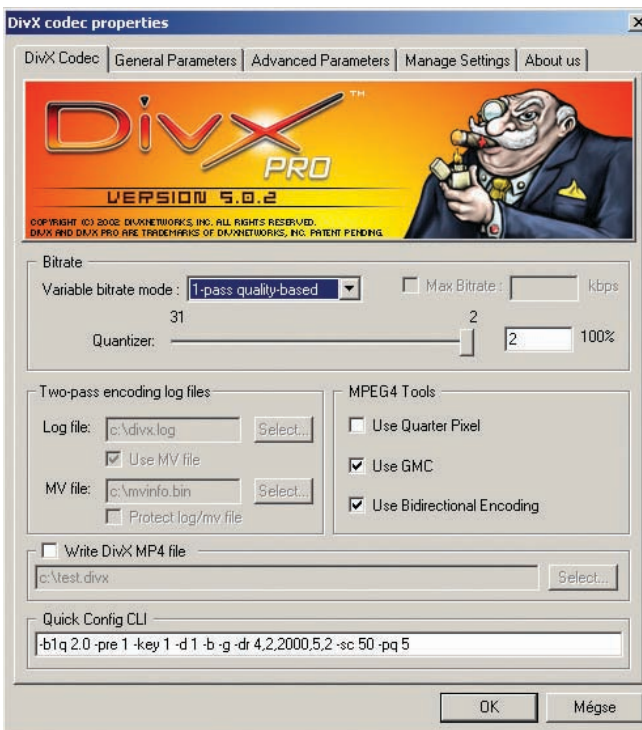 DivX codec properties
DivX Codec General Parameters Advanced Parameters Manage Settings About us
DivX™
PRO
VERSION 5.0.2
COPYRIGHT (C) 2002 DIVXNETWORKS, INC. ALL RIGHTS RESERVED.
DIVX AND DIVX PRO ARE TRADEMARKS OF DIVXNETWORKS, INC. PATENT PENDING.
Bitrate
Variable bitrate mode : 1-pass quality-based Max Bitrate : kbps
31 2
Quantizer: 2 100%
Two-pass encoding log files
Log file: c:\divx.log Select...
Use MV file
MV file: c:\mvinfo.bin Select...
Protect log/mv file
MPEG4 Tools
Use Quarter Pixel
Use GMC
Use Bidirectional Encoding
Write DivX MP4 file
c:\test.divx Select...
Quick Config CLI
-b1q 2.0 -pre 1 -key 1 -d 1 -b -g -dr 4,2,2000,5,2 -sc 50 -pq 5
OK Mégse